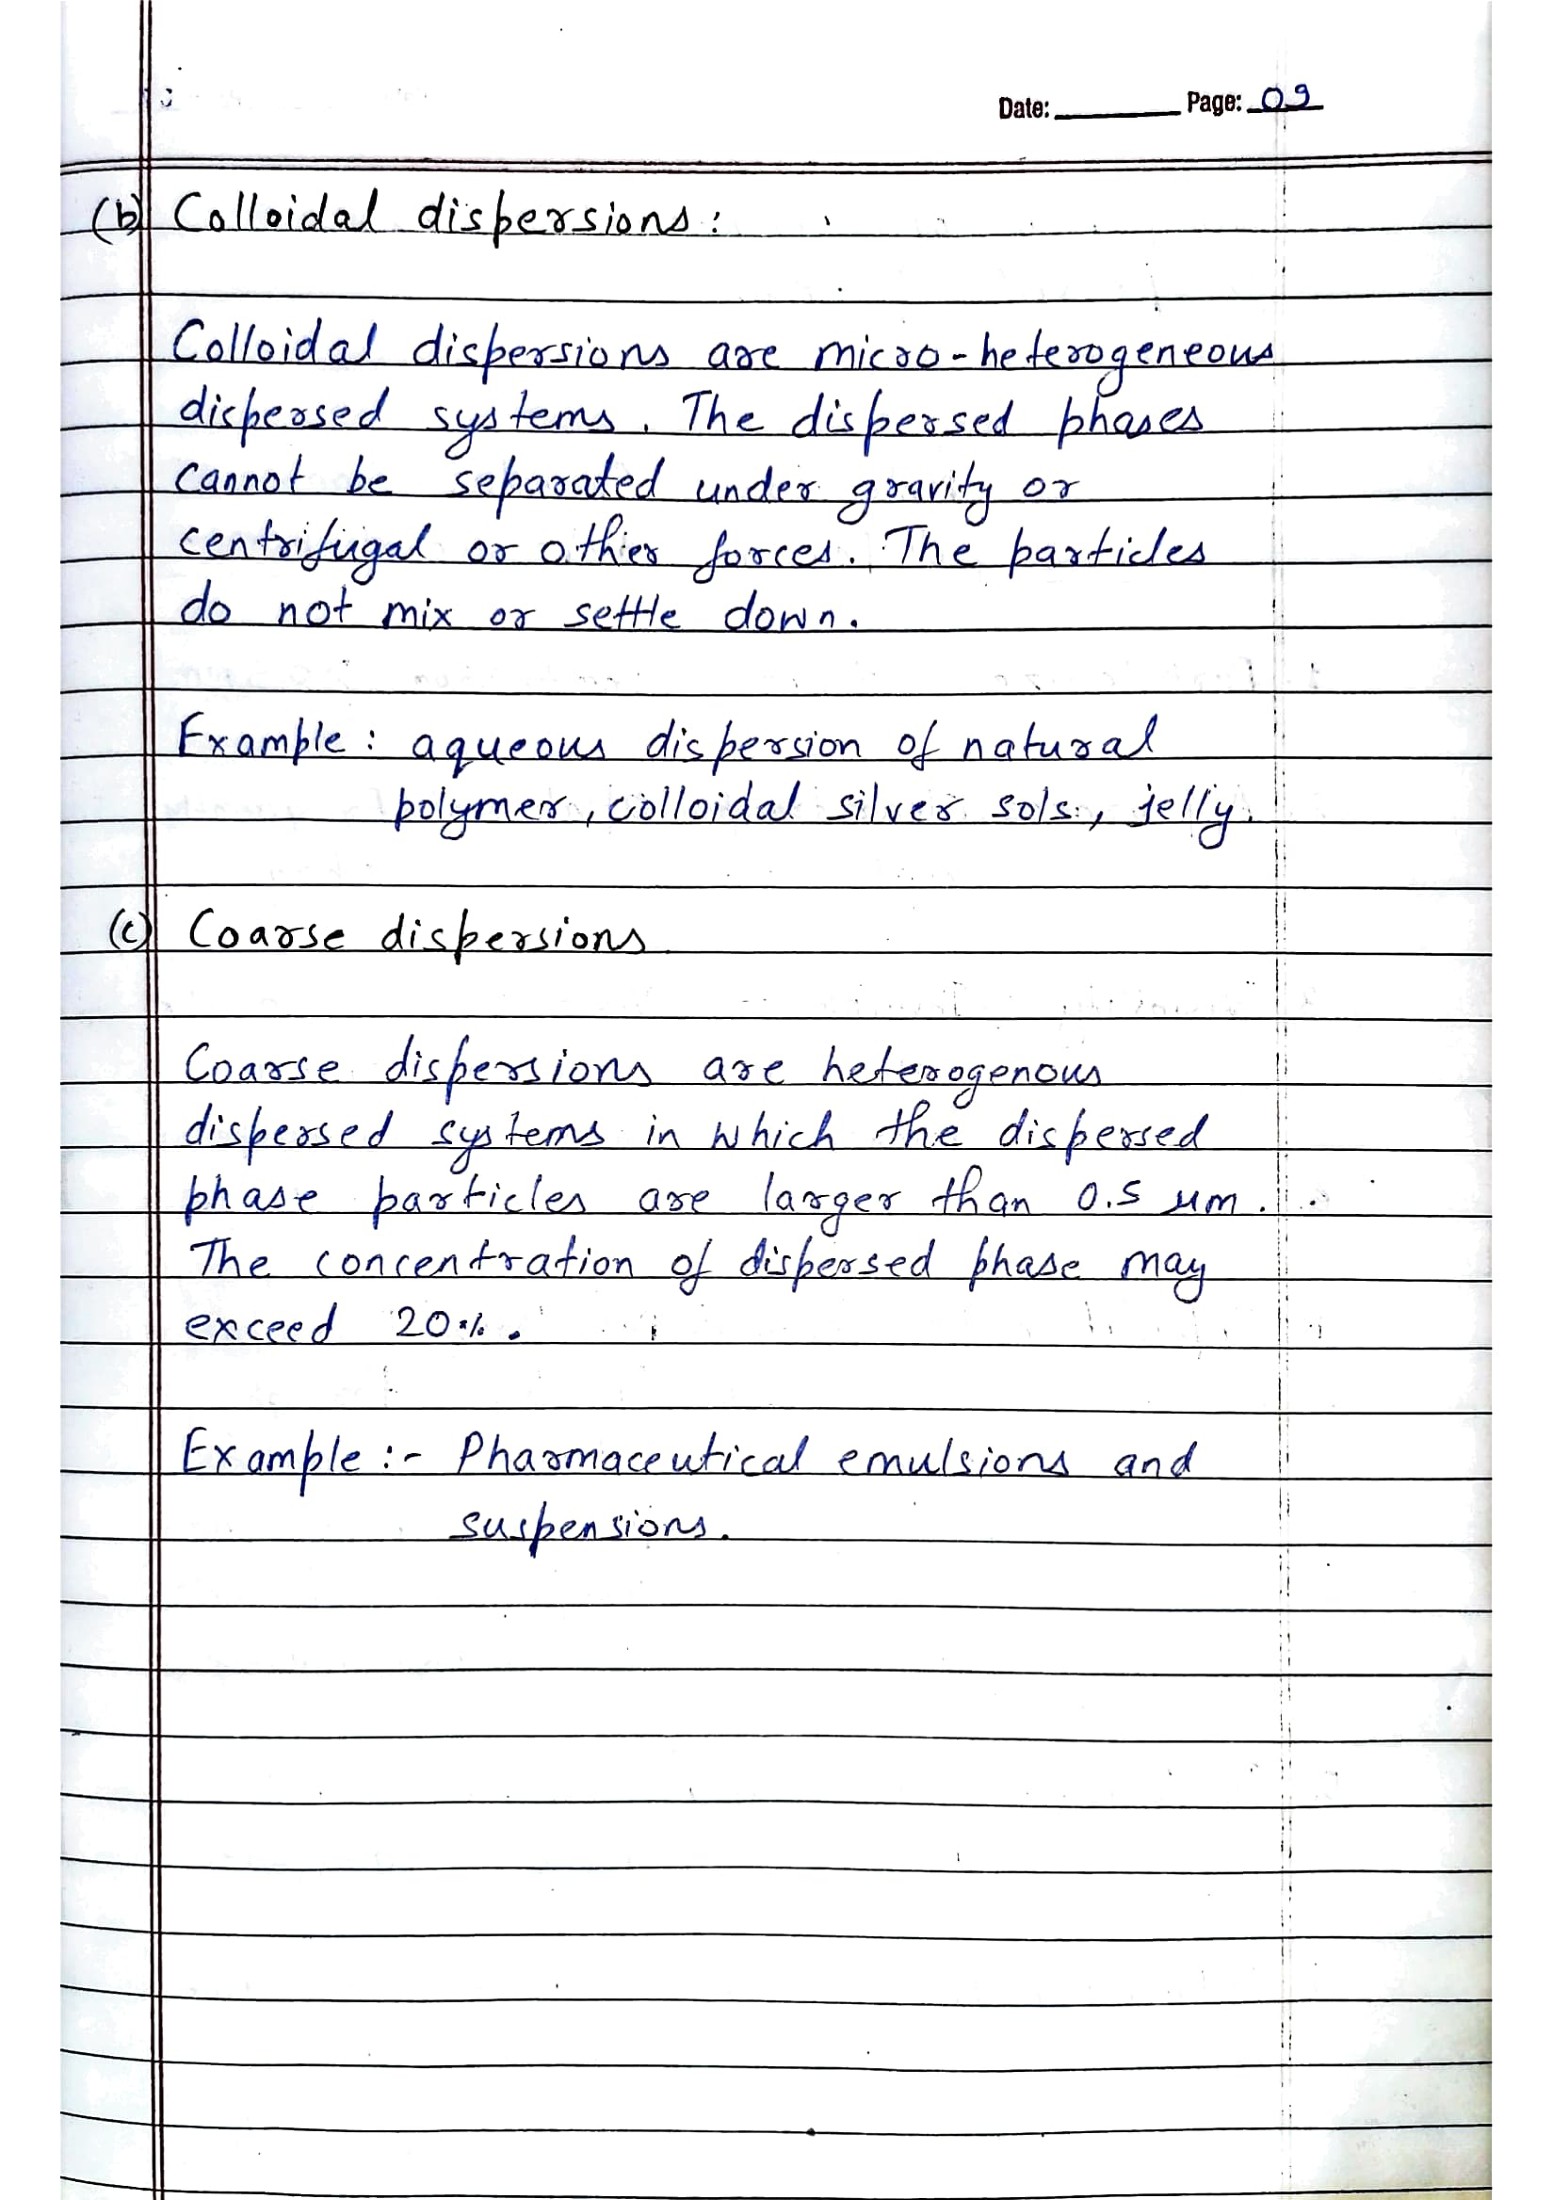 Date: Page: 09
(b) Colloidal dispersions:
Colloidal dispersions are micro-heterogeneous
dispersed systems. The dispersed phases
cannot be separated under gravity or
centrifugal or other forces. The particles
do not mix or settle down.
Example: aqueous dispersion of natural
polymer, colloidal silver sols, jelly.
(c) Coarse dispersions
Coarse dispersions are heterogenous
dispersed systems in which the dispersed
phase particles are larger than 0.5 µm.
The concentration of dispersed phase may
exceed 20%.
Example :- Pharmaceutical emulsions and
suspensions.